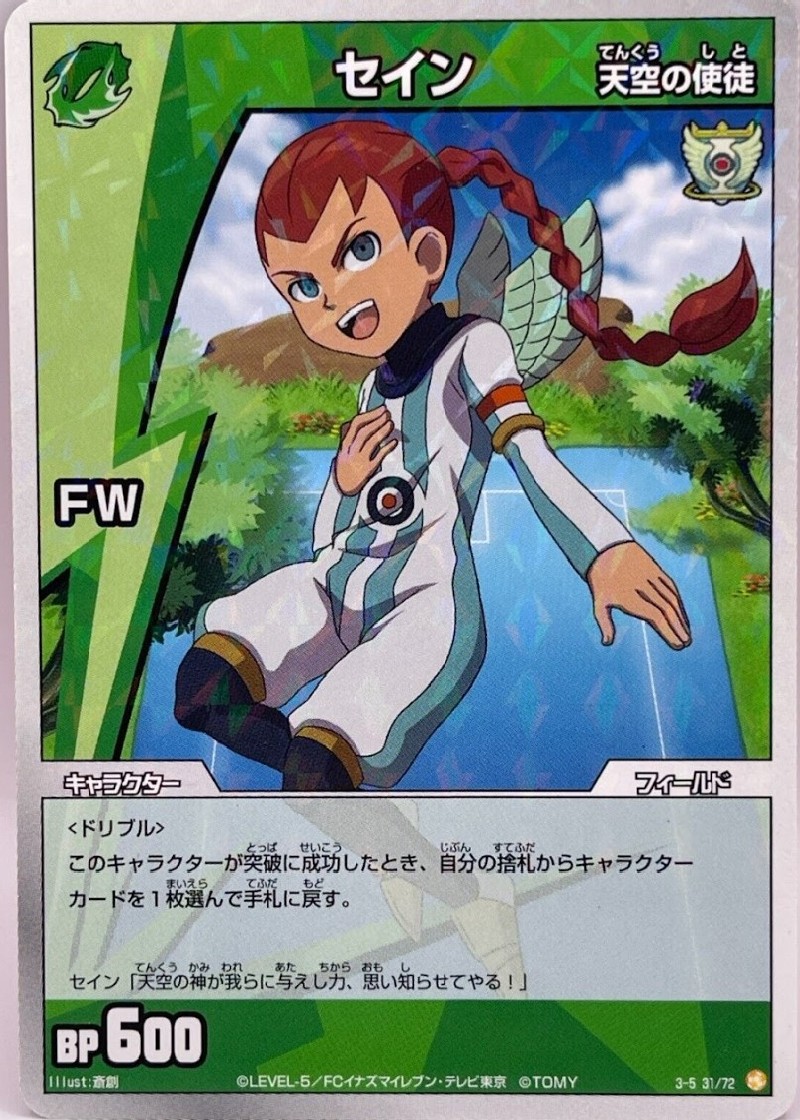 セイン
てんくう しと
天空の使徒
FW
キャラクター
フィールド
<ドリブル>
とっぱ せいこう じぶん すてふだ
このキャラクターが突破に成功したとき、自分の捨札からキャラクター
まいえら てふだ もど
カードを1枚選んで手札に戻す。
てんくう かみ われ あた ちから おも し
セイン「天空の神が我らに与えし力、思い知らせてやる!」
BP600
Illust:斎創
©LEVEL-5/FCイナズマイレブン・テレビ東京 ©TOMY
3-5 31/72